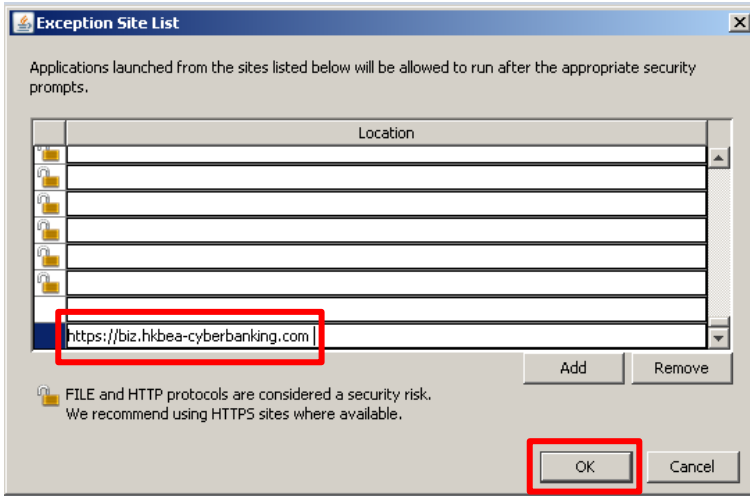 Exception Site List
Applications launched from the sites listed below will be allowed to run after the appropriate security
prompts.
Location
https://biz.hkbea-cyberbanking.com
Add
Remove
FILE and HTTP protocols are considered a security risk.
We recommend using HTTPS sites where available.
OK
Cancel